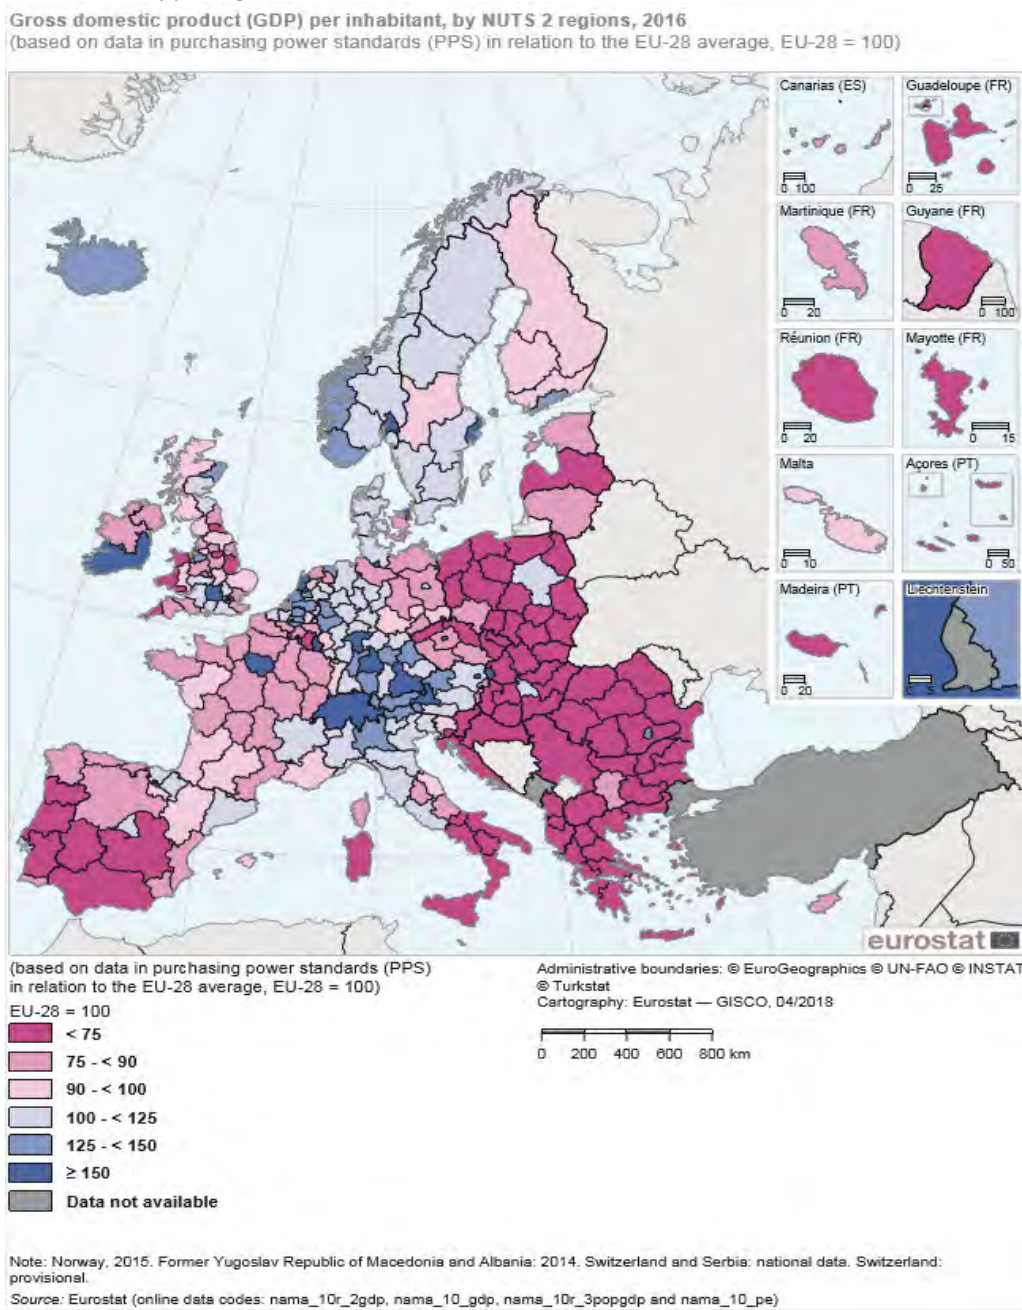 Gross domestic product (GDP) per inhabitant, by NUTS 2 regions, 2016
(based on data in purchasing power standards (PPS) in relation to the EU-28 average, EU-28 = 100)
Canarias (ES)
0 100
Guadeloupe (FR)
0 25
Martinique (FR)
0 20
Guyane (FR)
0 100
Réunion (FR)
0 20
Mayotte (FR)
0 15
Malta
0 10
Açores (PT)
0 50
Madeira (PT)
0 20
Liechtenstein
0 5
eurostat
(based on data in purchasing power standards (PPS)
in relation to the EU-28 average, EU-28 = 100)
EU-28 = 100
< 75
75 - < 90
90 - < 100
100 - < 125
125 - < 150
≥ 150
Data not available
Administrative boundaries: © EuroGeographics © UN-FAO © INSTAT
© Turkstat
Cartography: Eurostat — GISCO, 04/2018
0 200 400 600 800 km
Note: Norway, 2015. Former Yugoslav Republic of Macedonia and Albania: 2014. Switzerland and Serbia: national data. Switzerland:
provisional.
Source: Eurostat (online data codes: nama_10r_2gdp, nama_10_gdp, nama_10r_3popgdp and nama_10_pe)